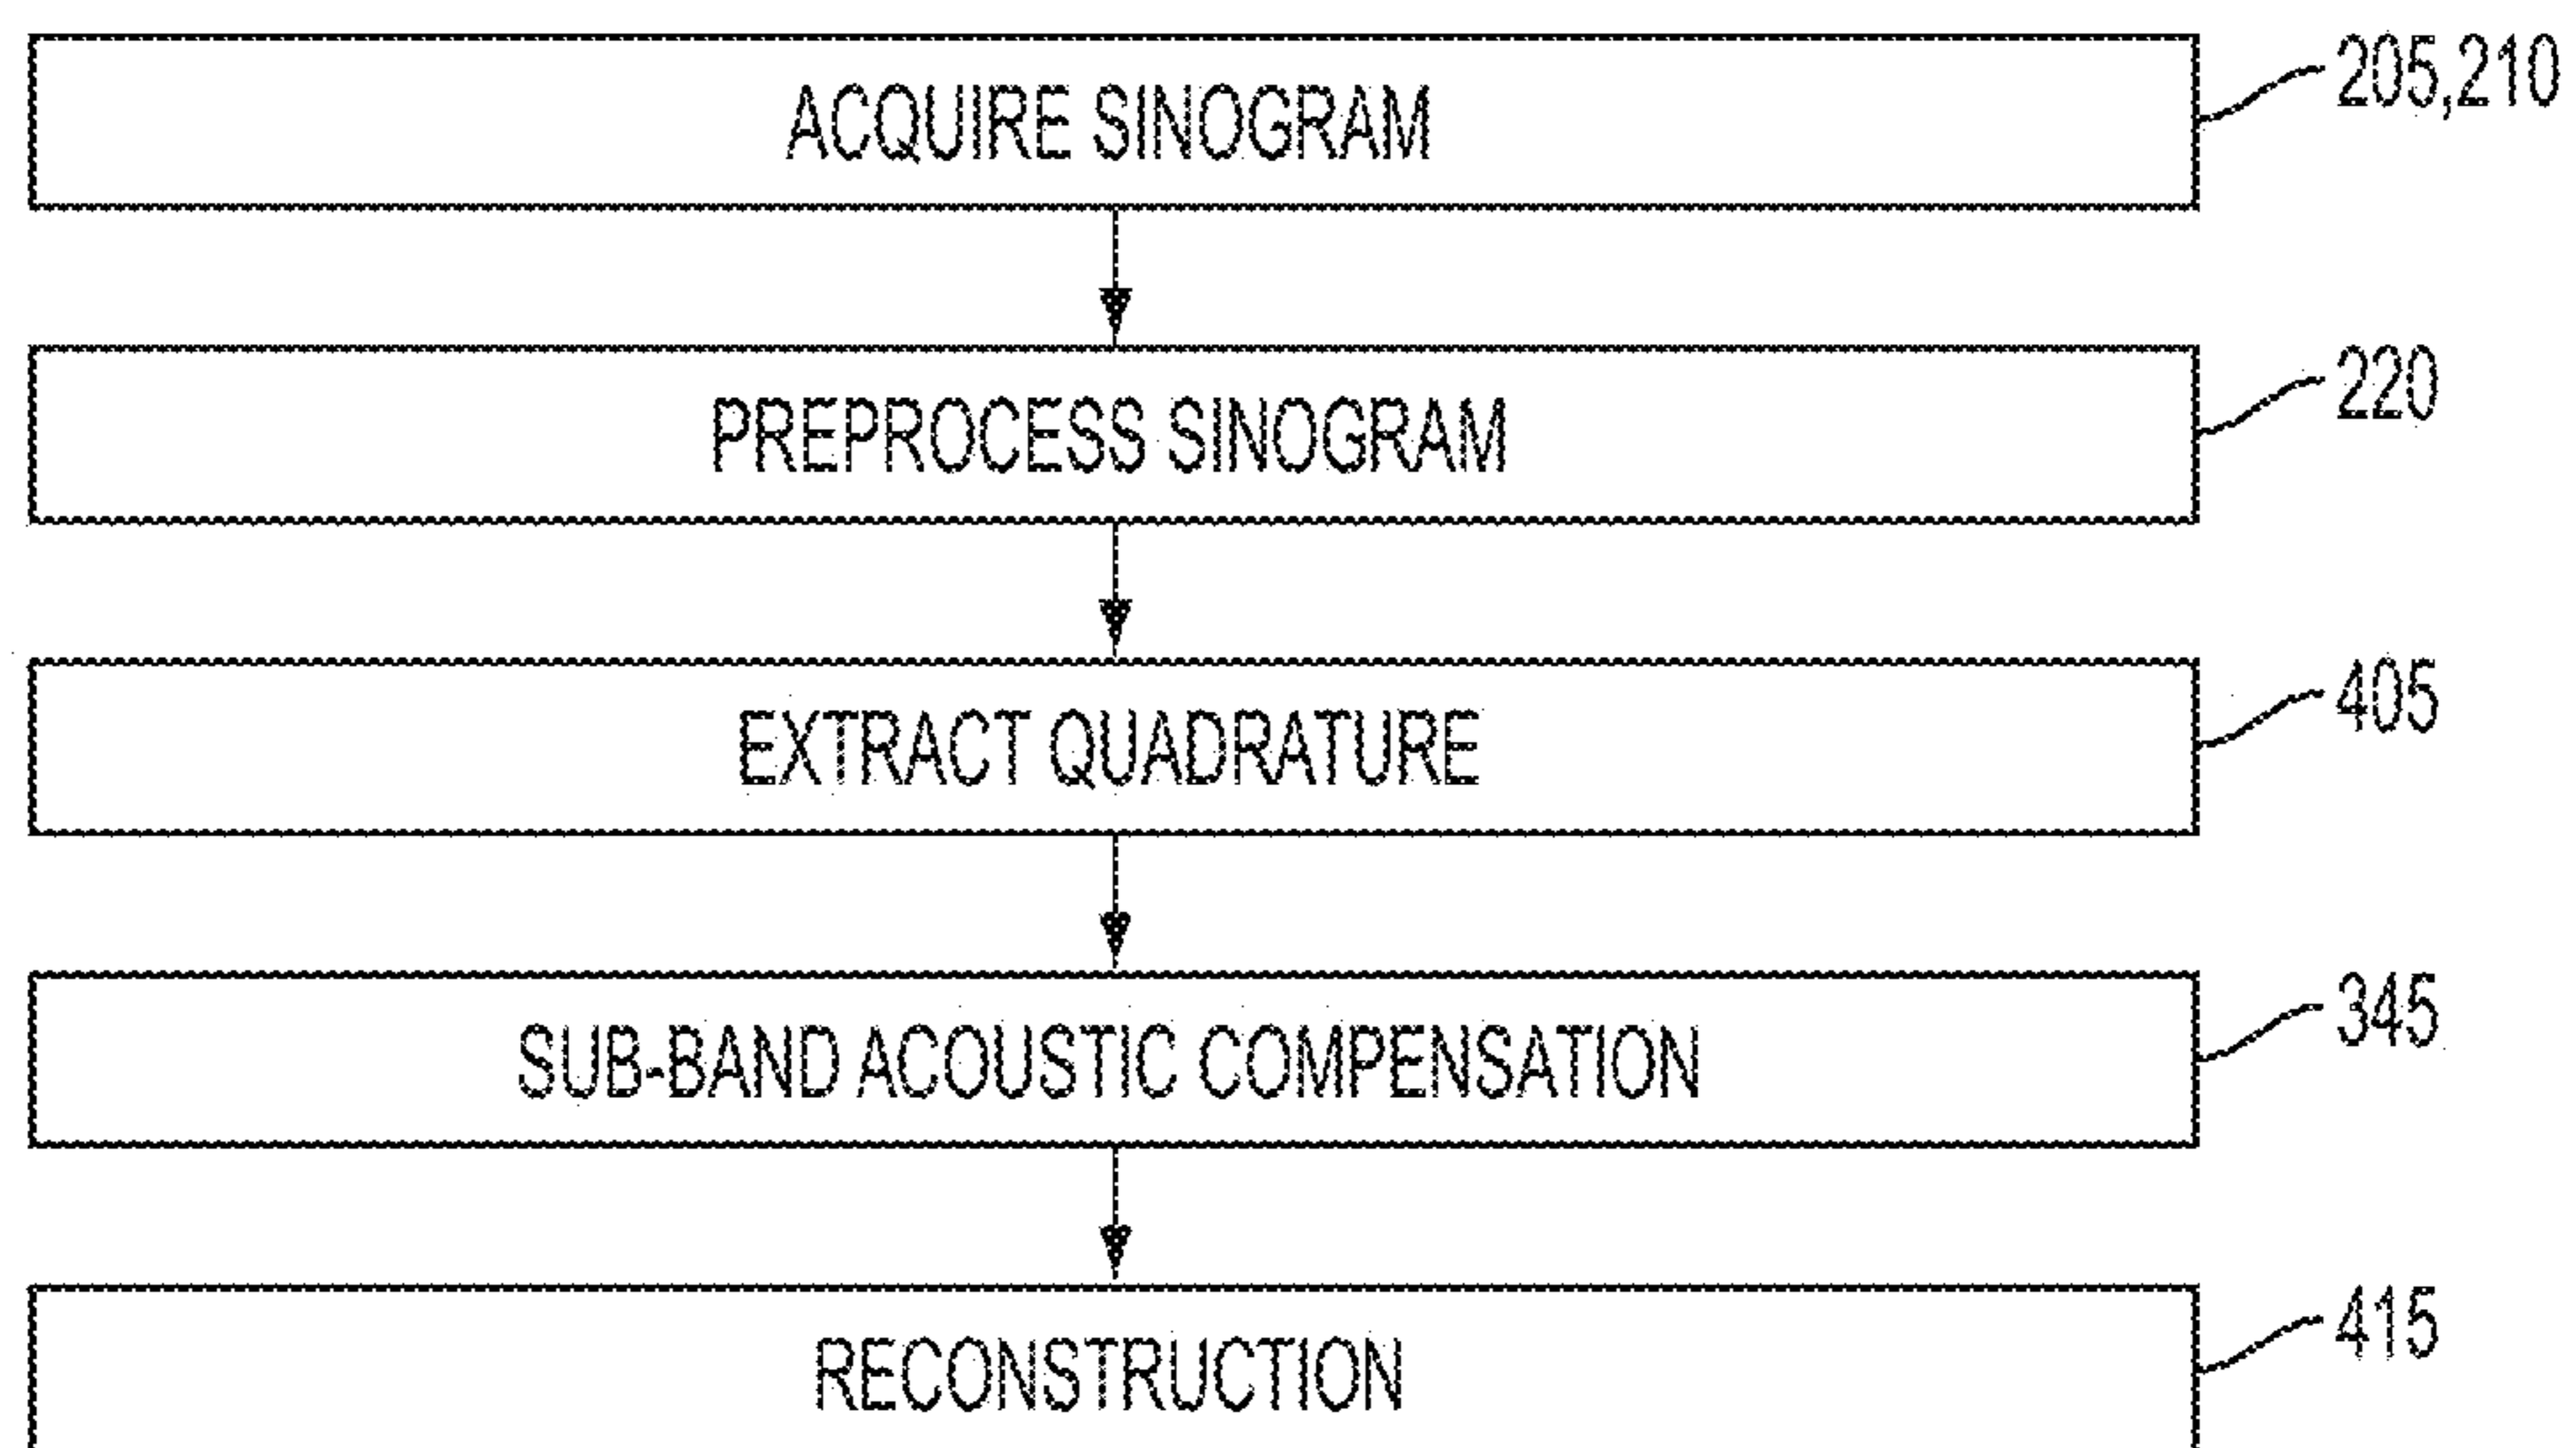 ACQUIRE SINOGRAM 205,210
PREPROCESS SINOGRAM 220
EXTRACT QUADRATURE 405
SUB-BAND ACOUSTIC COMPENSATION 345
RECONSTRUCTION 415